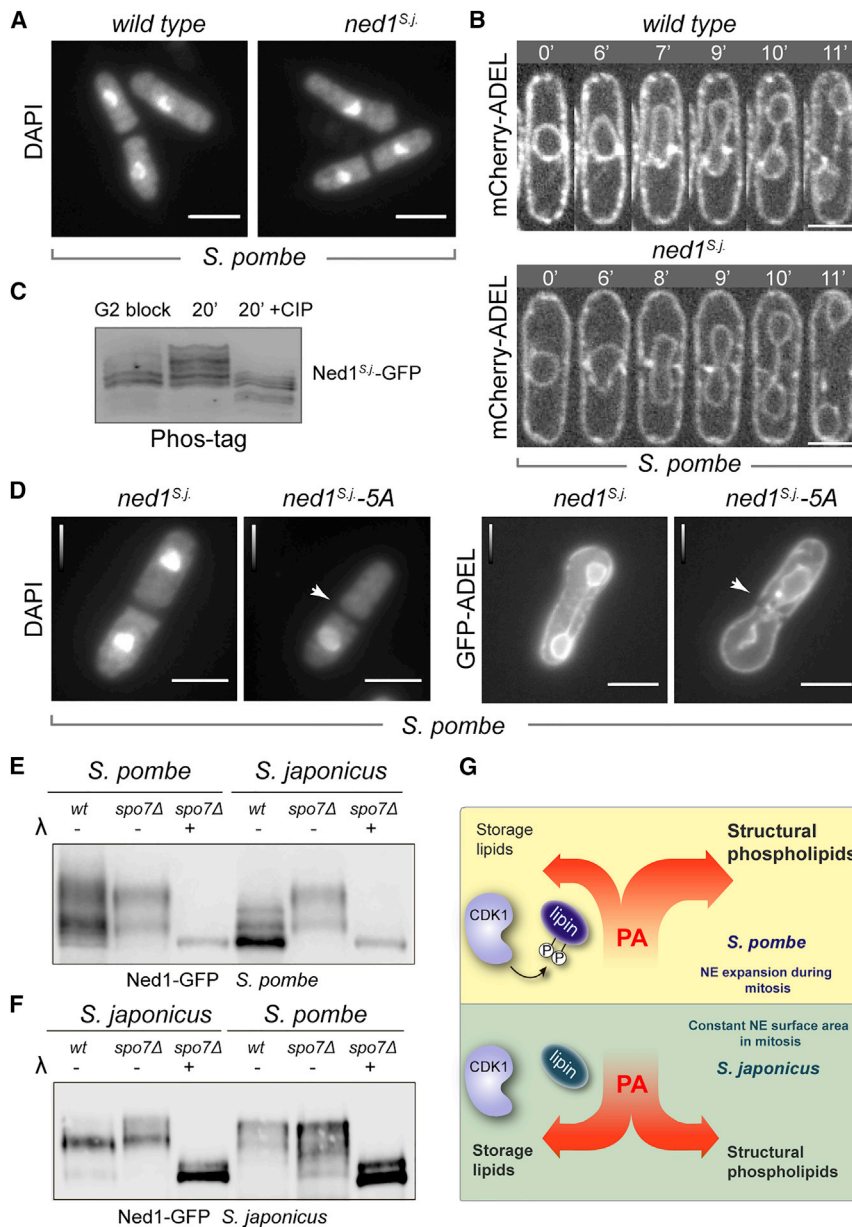 A
wild type
ned1S.j.
DAPI
S. pombe
B
wild type
0' 6' 7' 9' 10' 11'
mCherry-ADEL
ned1S.j.
0' 6' 8' 9' 10' 11'
mCherry-ADEL
S. pombe
C
G2 block 20' 20' +CIP
Ned1S.j.-GFP
Phos-tag
D
ned1S.j. ned1S.j.-5A
DAPI
ned1S.j. ned1S.j.-5A
GFP-ADEL
S. pombe
E
S. pombe S. japonicus
wt spo7Δ spo7Δ wt spo7Δ spo7Δ
λ - - + - - +
Ned1-GFP S. pombe
F
S. japonicus S. pombe
wt spo7Δ spo7Δ wt spo7Δ spo7Δ
λ - - + - - +
Ned1-GFP S. japonicus
G
Storage
lipids
Structural
phospholipids
CDK1
lipin
P P
PA
S. pombe
NE expansion during
mitosis
Constant NE surface area
in mitosis
S. japonicus
CDK1
lipin
PA
Storage
lipids
Structural
phospholipids